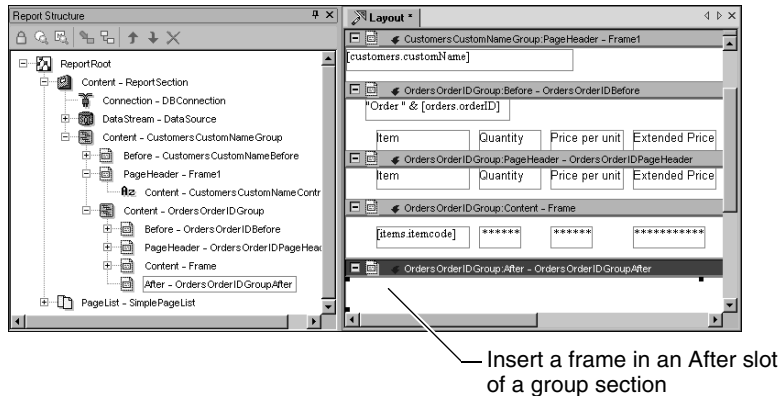 Report Structure
ReportRoot
Content – ReportSection
Connection – DBConnection
DataStream – DataSource
Content – CustomersCustomNameGroup
Before – CustomersCustomNameBefore
PageHeader – Frame1
Content – CustomersCustomNameContr
Content – OrdersOrderIDGroup
Before – OrdersOrderIDBefore
PageHeader – OrdersOrderIDPageHead
Content – Frame
After – OrdersOrderIDGroupAfter
PageList – SimplePageList
Layout *
CustomersCustomNameGroup:PageHeader – Frame1
[customers.customName]
OrdersOrderIDGroup:Before – OrdersOrderIDBefore
"Order " & [orders.orderID]
Item Quantity Price per unit Extended Price
OrdersOrderIDGroup:PageHeader – OrdersOrderIDPageHeader
Item Quantity Price per unit Extended Price
OrdersOrderIDGroup:Content – Frame
[items.itemcode] ****** ****** ***********
OrdersOrderIDGroup:After – OrdersOrderIDGroupAfter
Insert a frame in an After slot
of a group section